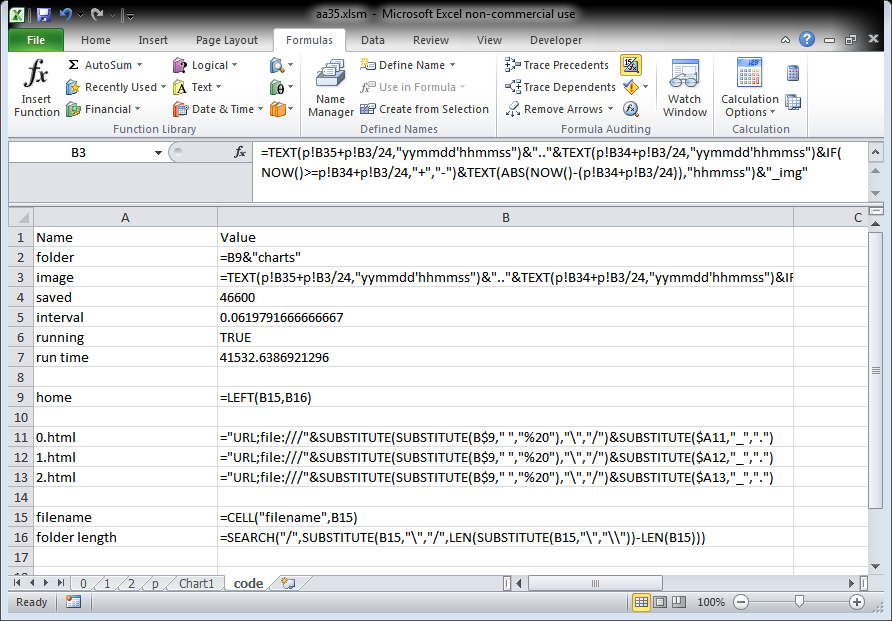 aa35.xlsm - Microsoft Excel non-commercial use
File Home Insert Page Layout Formulas Data Review View Developer
Insert Function
Σ AutoSum
Recently Used
Financial
Logical
Text
Date & Time
Function Library
Name Manager
Define Name
Use in Formula
Create from Selection
Defined Names
Trace Precedents
Trace Dependents
Remove Arrows
Formula Auditing
Watch Window
Calculation Options
Calculation
B3 fx =TEXT(p!B35+p!B3/24,"yymmdd'hhmmss")&".."&TEXT(p!B34+p!B3/24,"yymmdd'hhmmss")&IF(
NOW()>=p!B34+p!B3/24,"+","-")&TEXT(ABS(NOW()-(p!B34+p!B3/24)),"hhmmss")&"_img"
A B C
1 Name Value
2 folder =B9&"charts"
3 image =TEXT(p!B35+p!B3/24,"yymmdd'hhmmss")&".."&TEXT(p!B34+p!B3/24,"yymmdd'hhmmss")&IF
4 saved 46600
5 interval 0.0619791666666667
6 running TRUE
7 run time 41532.6386921296
8
9 home =LEFT(B15,B16)
10
11 0.html ="URL;file:///"&SUBSTITUTE(SUBSTITUTE(B$9," ","%20"),"\","/")&SUBSTITUTE($A11,"_",".")
12 1.html ="URL;file:///"&SUBSTITUTE(SUBSTITUTE(B$9," ","%20"),"\","/")&SUBSTITUTE($A12,"_",".")
13 2.html ="URL;file:///"&SUBSTITUTE(SUBSTITUTE(B$9," ","%20"),"\","/")&SUBSTITUTE($A13,"_",".")
14
15 filename =CELL("filename",B15)
16 folder length =SEARCH("/",SUBSTITUTE(B15,"\","/",LEN(SUBSTITUTE(B15,"\","\\"))-LEN(B15)))
17
0 1 2 p Chart1 code
Ready 100%